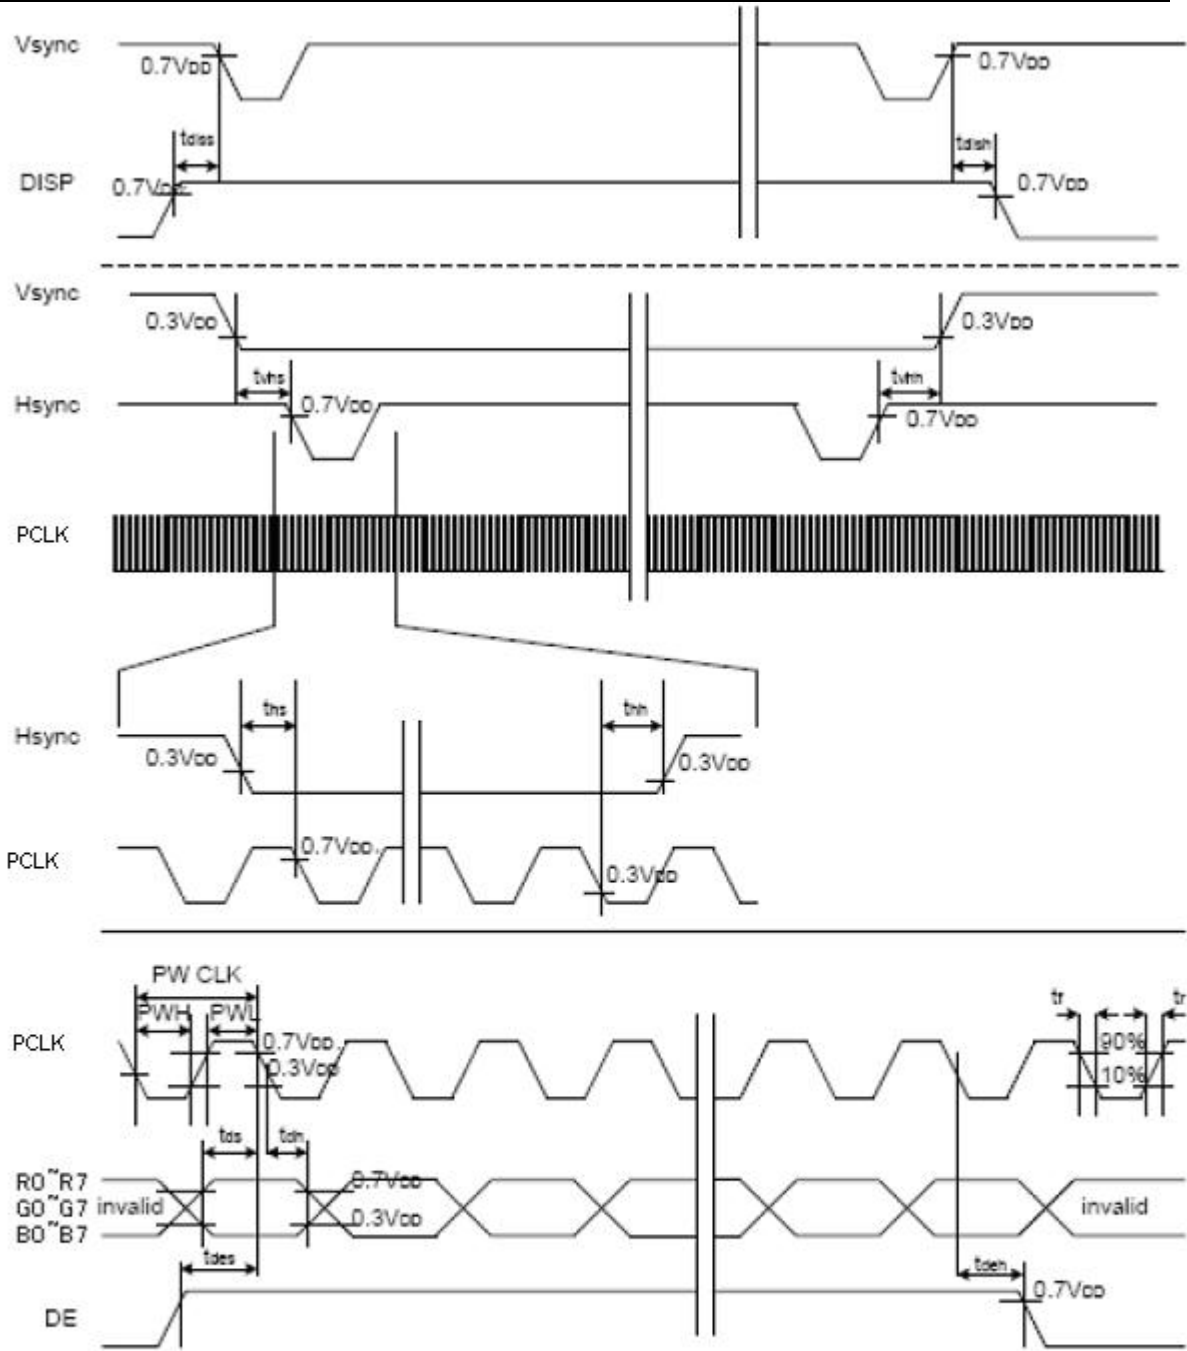 Vsync
0.7VDD
0.7VDD
tdiss
tdish
DISP
0.7VDD
0.7VDD
Vsync
0.3VDD
0.3VDD
tvhs
tvhh
Hsync
0.7VDD
0.7VDD
PCLK
ths
thh
Hsync
0.3VDD
0.3VDD
PCLK
0.7VDD
0.3VDD
PW CLK
PWH
PWL
tr
tf
PCLK
0.7VDD
90%
0.3VDD
10%
tds
tdh
R0~R7
0.7VDD
G0~G7
invalid
invalid
0.3VDD
B0~B7
tdes
tdeh
DE
0.7VDD